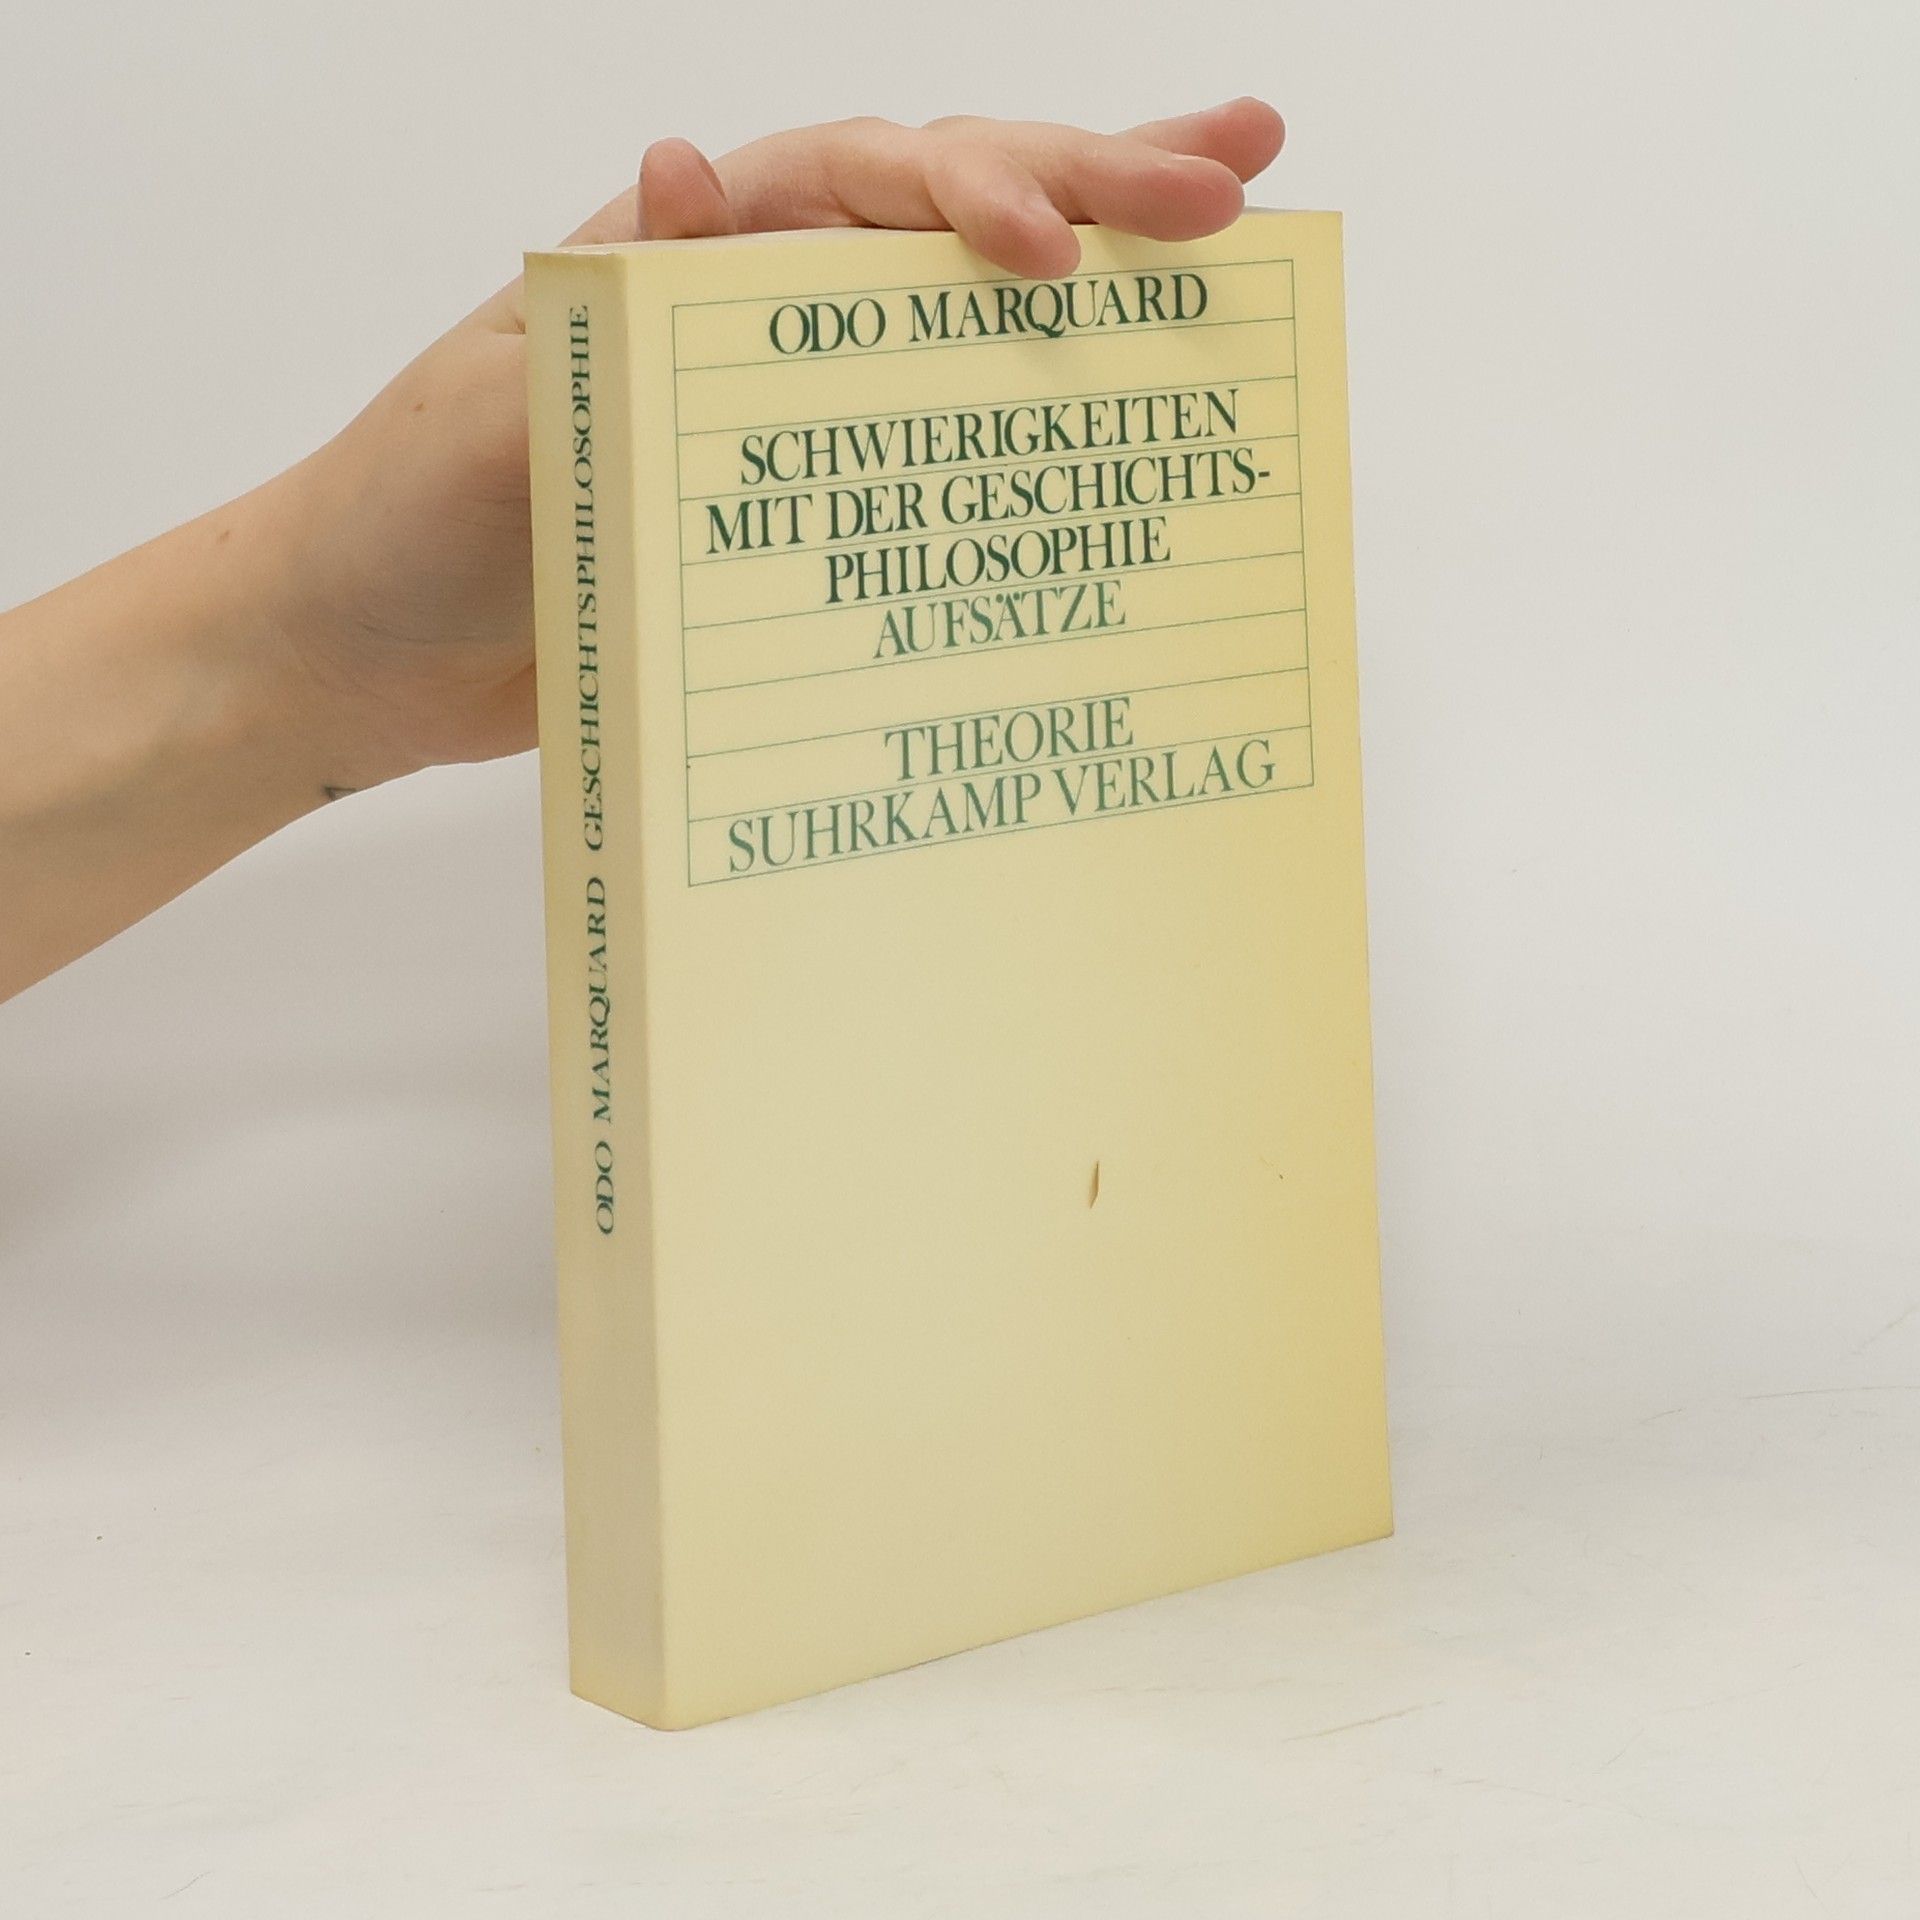 ODO MARQUARD
SCHWIERIGKEITEN
MIT DER GESCHICHTS-
PHILOSOPHIE
AUFSÄTZE
THEORIE
SUHRKAMP VERLAG
ODO MARQUARD GESCHICHTSPHILOSOPHIE